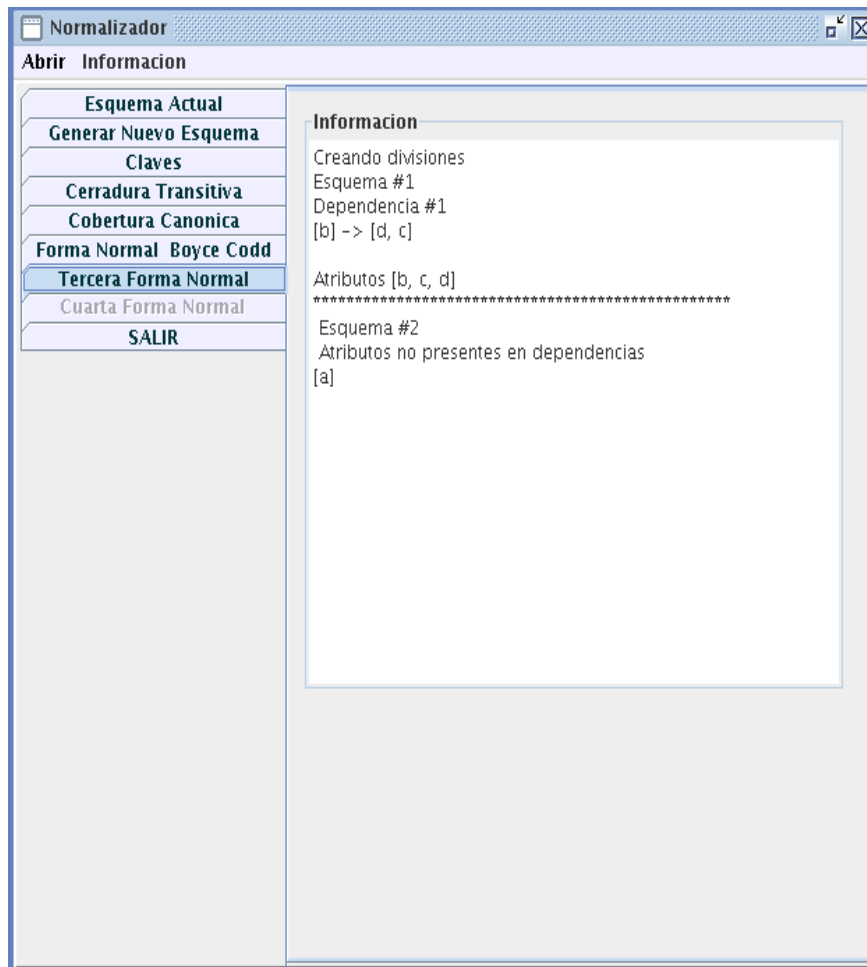 Normalizador
Abrir Informacion
Esquema Actual
Generar Nuevo Esquema
Claves
Cerradura Transitiva
Cobertura Canonica
Forma Normal Boyce Codd
Tercera Forma Normal
Cuarta Forma Normal
SALIR
Informacion
Creando divisiones
Esquema #1
Dependencia #1
[b] -> [d, c]
Atributos [b, c, d]
**************************************************
Esquema #2
Atributos no presentes en dependencias
[a]